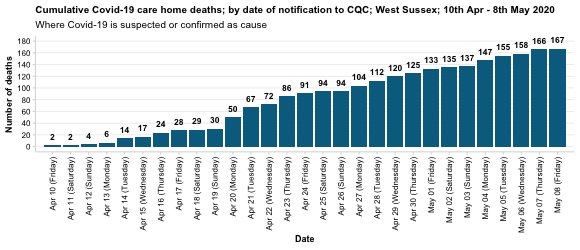 Cumulative Covid-19 care home deaths; by date of notification to CQC; West Sussex; 10th Apr - 8th May 2020
Where Covid-19 is suspected or confirmed as cause
Number of deaths
180
160
140
120
100
80
60
40
20
0
2 2 4 6 14 17 24 28 29 30 50 67 72 86 91 94 94 104 112 120 125 133 135 137 147 155 158 166 167
Apr 10 (Friday)
Apr 11 (Saturday)
Apr 12 (Sunday)
Apr 13 (Monday)
Apr 14 (Tuesday)
Apr 15 (Wednesday)
Apr 16 (Thursday)
Apr 17 (Friday)
Apr 18 (Saturday)
Apr 19 (Sunday)
Apr 20 (Monday)
Apr 21 (Tuesday)
Apr 22 (Wednesday)
Apr 23 (Thursday)
Apr 24 (Friday)
Apr 25 (Saturday)
Apr 26 (Sunday)
Apr 27 (Monday)
Apr 28 (Tuesday)
Apr 29 (Wednesday)
Apr 30 (Thursday)
May 01 (Friday)
May 02 (Saturday)
May 03 (Sunday)
May 04 (Monday)
May 05 (Tuesday)
May 06 (Wednesday)
May 07 (Thursday)
May 08 (Friday)
Date